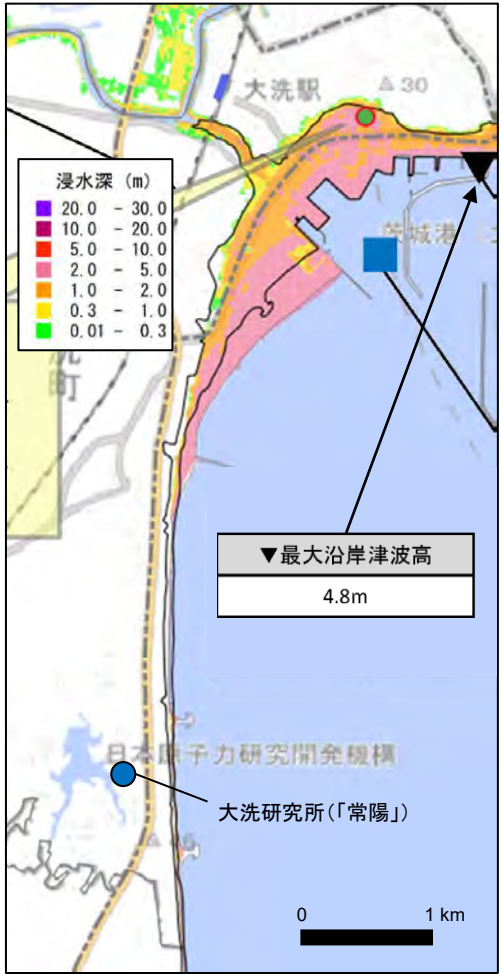 大洗駅
△30
浸水深 (m)
20.0 - 30.0
10.0 - 20.0
5.0 - 10.0
2.0 - 5.0
1.0 - 2.0
0.3 - 1.0
0.01 - 0.3
茨城港
町
▼最大沿岸津波高
4.8m
日本原子力研究開発機構
大洗研究所(「常陽」)
0 1 km